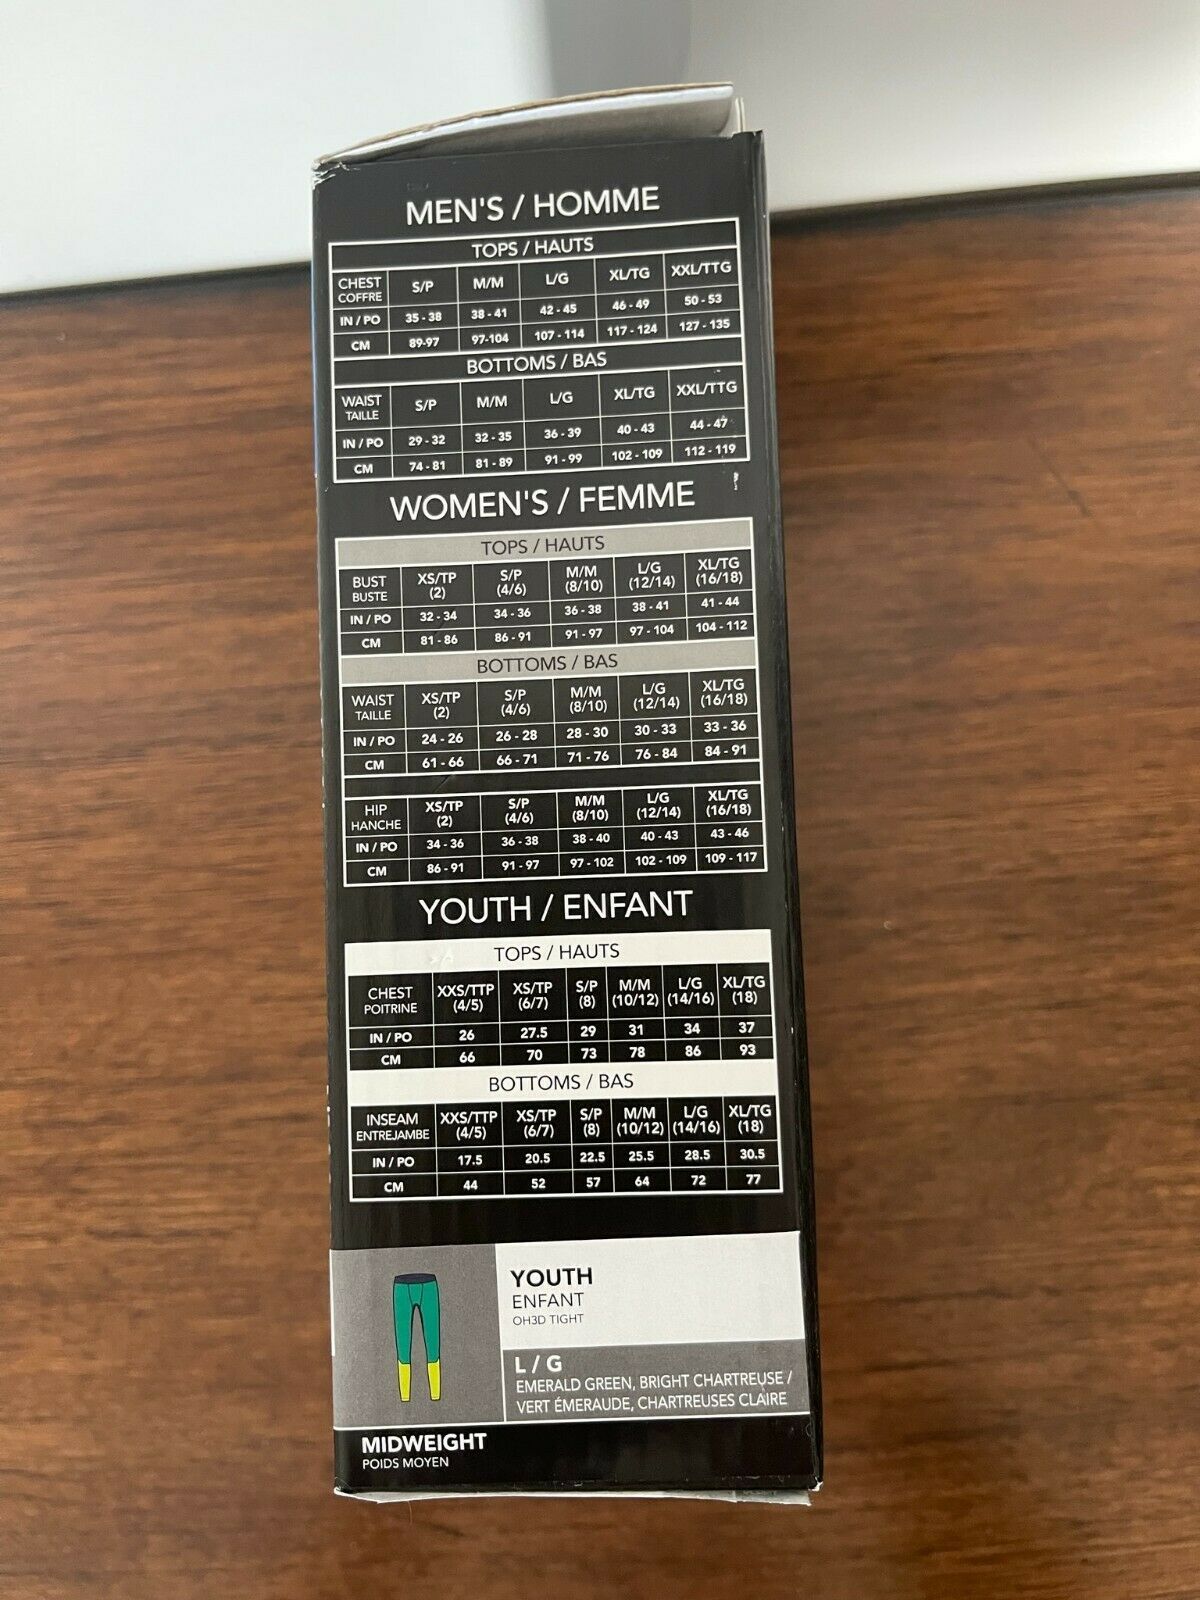 MEN'S / HOMME
TOPS / HAUTS
CHEST COFFRE S/P M/M L/G XL/TG XXL/TTG
IN / PO 35 - 38 38 - 41 42 - 45 46 - 49 50 - 53
CM 89-97 97-104 107 - 114 117 - 124 127 - 135
BOTTOMS / BAS
WAIST TAILLE S/P M/M L/G XL/TG XXL/TTG
IN / PO 29 - 32 32 - 35 36 - 39 40 - 43 44 - 47
CM 74 - 81 81 - 89 91 - 99 102 - 109 112 - 119
WOMEN'S / FEMME
TOPS / HAUTS
BUST BUSTE XS/TP (2) S/P (4/6) M/M (8/10) L/G (12/14) XL/TG (16/18)
IN / PO 32 - 34 34 - 36 36 - 38 38 - 41 41 - 44
CM 81 - 86 86 - 91 91 - 97 97 - 104 104 - 112
BOTTOMS / BAS
WAIST TAILLE XS/TP (2) S/P (4/6) M/M (8/10) L/G (12/14) XL/TG (16/18)
IN / PO 24 - 26 26 - 28 28 - 30 30 - 33 33 - 36
CM 61 - 66 66 - 71 71 - 76 76 - 84 84 - 91
HIP HANCHE XS/TP (2) S/P (4/6) M/M (8/10) L/G (12/14) XL/TG (16/18)
IN / PO 34 - 36 36 - 38 38 - 40 40 - 43 43 - 46
CM 86 - 91 91 - 97 97 - 102 102 - 109 109 - 117
YOUTH / ENFANT
TOPS / HAUTS
CHEST POITRINE XXS/TTP (4/5) XS/TP (6/7) S/P (8) M/M (10/12) L/G (14/16) XL/TG (18)
IN / PO 26 27.5 29 31 34 37
CM 66 70 73 78 86 93
BOTTOMS / BAS
INSEAM ENTREJAMBE XXS/TTP (4/5) XS/TP (6/7) S/P (8) M/M (10/12) L/G (14/16) XL/TG (18)
IN / PO 17.5 20.5 22.5 25.5 28.5 30.5
CM 44 52 57 64 72 77
YOUTH
ENFANT
OH3D TIGHT
L / G
EMERALD GREEN, BRIGHT CHARTREUSE /
VERT ÉMERAUDE, CHARTREUSES CLAIRE
MIDWEIGHT
POIDS MOYEN